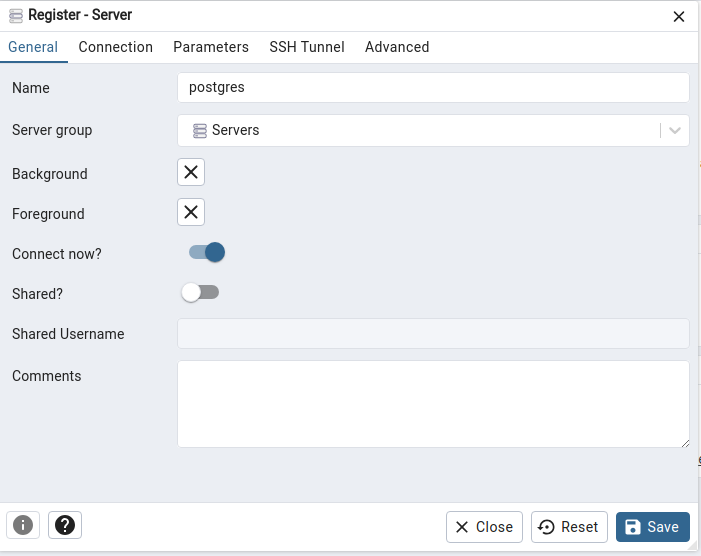 Register - Server
General Connection Parameters SSH Tunnel Advanced
Name postgres
Server group Servers
Background
Foreground
Connect now?
Shared?
Shared Username
Comments
Close Reset Save